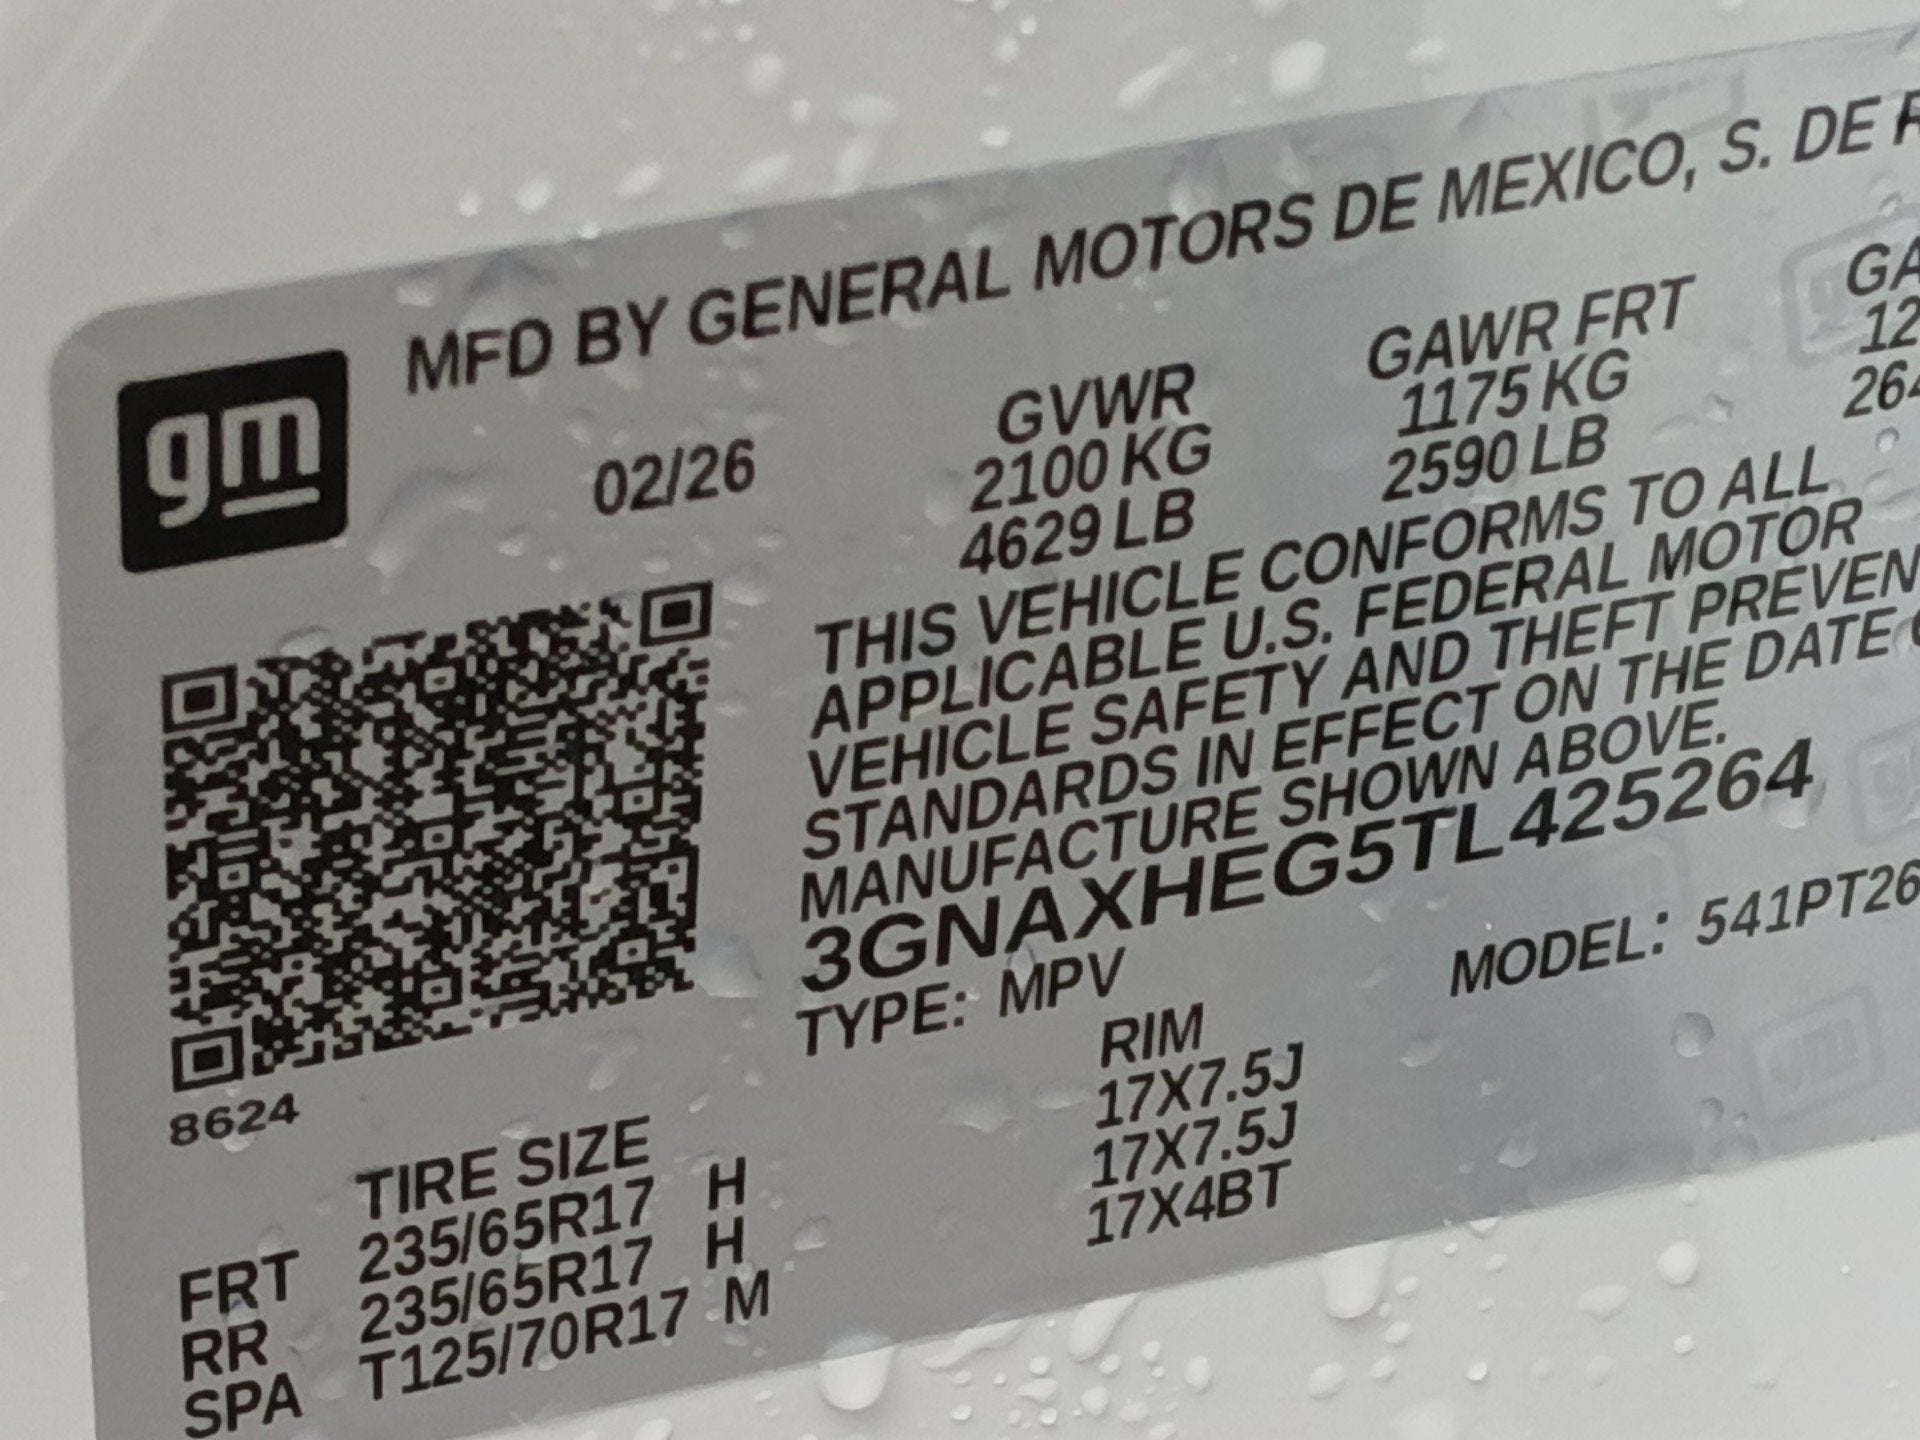 MFD BY GENERAL MOTORS DE MEXICO, S. DE R
gm
02/26
GVWR
2100 KG
4629 LB
GAWR FRT
1175 KG
2590 LB
GA
12
264
THIS VEHICLE CONFORMS TO ALL
APPLICABLE U.S. FEDERAL MOTOR
VEHICLE SAFETY AND THEFT PREVEN
STANDARDS IN EFFECT ON THE DATE O
MANUFACTURE SHOWN ABOVE.
3GNAXHEG5TL425264
TYPE: MPV MODEL: 541PT26
8624
TIRE SIZE RIM
FRT 235/65R17 H 17X7.5J
RR 235/65R17 H 17X7.5J
SPA T125/70R17 M 17X4BT